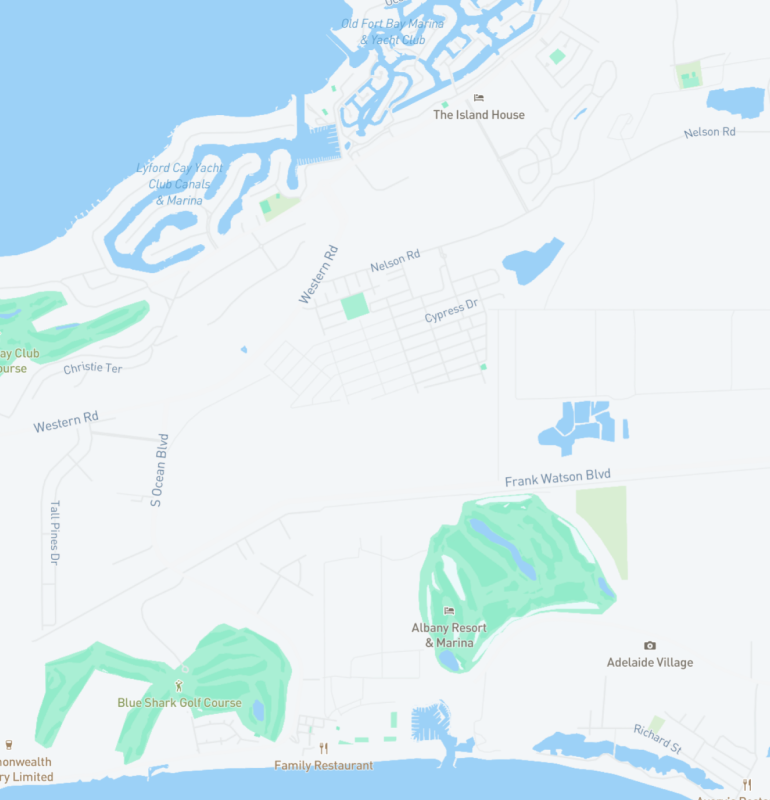 Old Fort Bay Marina
& Yacht Club
The Island House
Nelson Rd
Lyford Cay Yacht
Club Canals
& Marina
Western Rd
Nelson Rd
Cypress Dr
ay Club
ourse
Christie Ter
Western Rd
S Ocean Blvd
Frank Watson Blvd
Tall Pines Dr
Albany Resort
& Marina
Adelaide Village
Blue Shark Golf Course
Richard St
monwealth
ry Limited
Family Restaurant